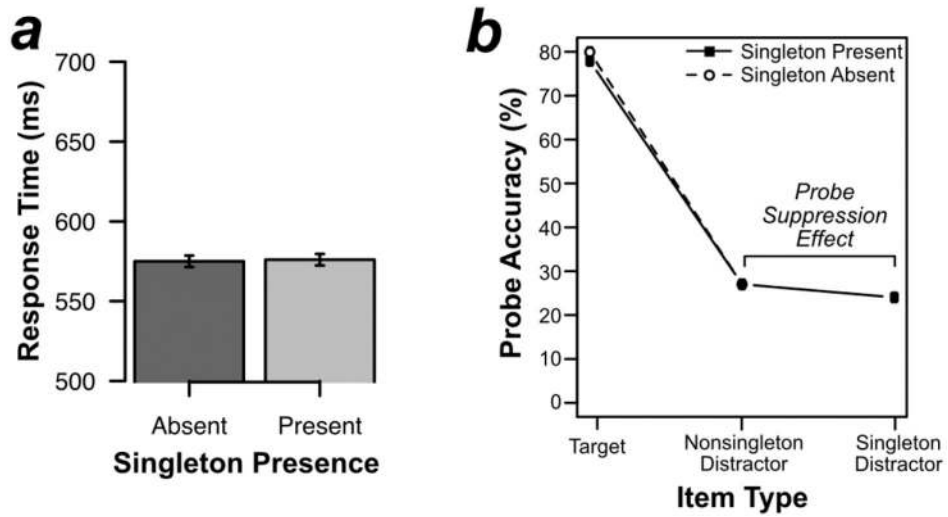 a
700
650
600
550
500
Response Time (ms)
Absent
Present
Singleton Presence
b
80
70
60
50
40
30
20
10
0
Probe Accuracy (%)
Singleton Present
Singleton Absent
Probe
Suppression
Effect
Target
Nonsingleton
Distractor
Singleton
Distractor
Item Type